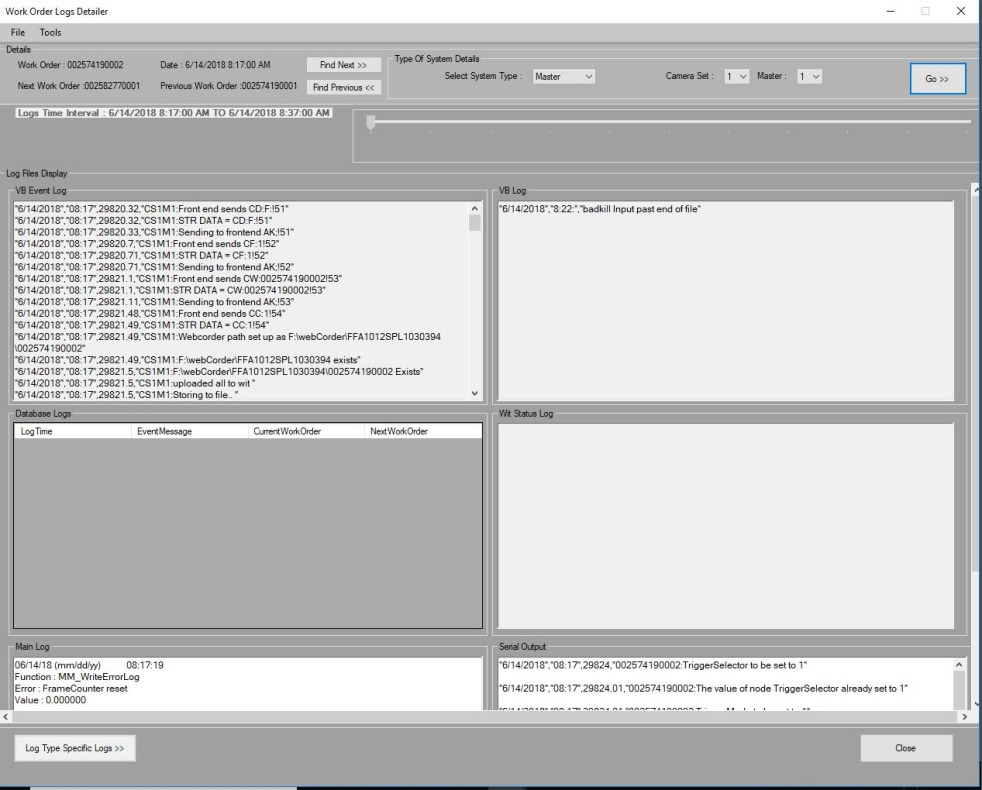 Work Order Logs Detailer
File Tools
Details
Work Order : 002574190002 Date : 6/14/2018 8:17:00 AM Find Next >>
Next Work Order :002582770001 Previous Work Order :002574190001 Find Previous <<
Type Of System Details
Select System Type : Master Camera Set : 1 Master : 1 Go >>
Logs Time Interval : 6/14/2018 8:17:00 AM TO 6/14/2018 8:37:00 AM
Log Files Display
VB Event Log
"6/14/2018","08:17",29820.32,"CS1M1:Front end sends CD:F:!51"
"6/14/2018","08:17",29820.32,"CS1M1:STR DATA = CD:F:!51"
"6/14/2018","08:17",29820.33,"CS1M1:Sending to frontend AK;!51"
"6/14/2018","08:17",29820.7,"CS1M1:Front end sends CF:1!52"
"6/14/2018","08:17",29820.71,"CS1M1:STR DATA = CF:1!52"
"6/14/2018","08:17",29820.71,"CS1M1:Sending to frontend AK;!52"
"6/14/2018","08:17",29821.1,"CS1M1:Front end sends CW:002574190002!53"
"6/14/2018","08:17",29821.1,"CS1M1:STR DATA = CW:002574190002!53"
"6/14/2018","08:17",29821.11,"CS1M1:Sending to frontend AK;!53"
"6/14/2018","08:17",29821.48,"CS1M1:Front end sends CC:1!54"
"6/14/2018","08:17",29821.49,"CS1M1:STR DATA = CC:1!54"
"6/14/2018","08:17",29821.49,"CS1M1:Webcorder path set up as F:\webCorder\FFA1012SPL1030394
\002574190002"
"6/14/2018","08:17",29821.49,"CS1M1:F:\webCorder\FFA1012SPL1030394 exists"
"6/14/2018","08:17",29821.5,"CS1M1:F:\webCorder\FFA1012SPL1030394\002574190002 Exists"
"6/14/2018","08:17",29821.5,"CS1M1:uploaded all to wit "
"6/14/2018","08:17",29821.5,"CS1M1:Storing to file.. "
VB Log
"6/14/2018","8:22:","badkill Input past end of file"
Database Logs
LogTime EventMessage CurrentWorkOrder NextWorkOrder
Wit Status Log
Main Log
06/14/18 (mm/dd/yy) 08:17:19
Function : MM_WriteErrorLog
Error : FrameCounter reset
Value : 0.000000
Serial Output
"6/14/2018","08:17",29824,"002574190002:TriggerSelector to be set to 1"
"6/14/2018","08:17",29824.01,"002574190002:The value of node TriggerSelector already set to 1"
Log Type Specific Logs >>
Close